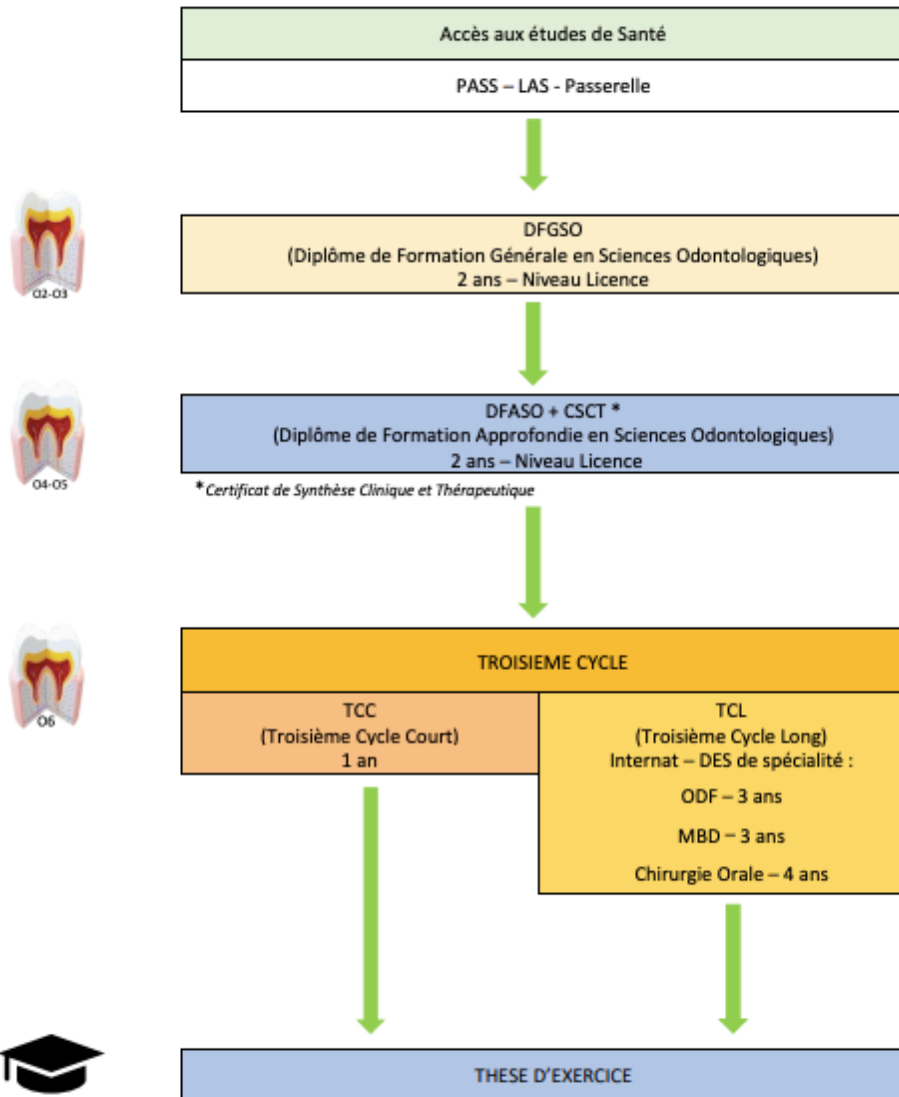 Accès aux études de Santé
PASS – LAS - Passerelle
O2-O3
DFGSO
(Diplôme de Formation Générale en Sciences Odontologiques)
2 ans – Niveau Licence
O4-O5
DFASO + CSCT *
(Diplôme de Formation Approfondie en Sciences Odontologiques)
2 ans – Niveau Licence
*Certificat de Synthèse Clinique et Thérapeutique
O6
TROISIEME CYCLE
TCC
(Troisième Cycle Court)
1 an
TCL
(Troisième Cycle Long)
Internat – DES de spécialité :
ODF – 3 ans
MBD – 3 ans
Chirurgie Orale – 4 ans
THESE D'EXERCICE